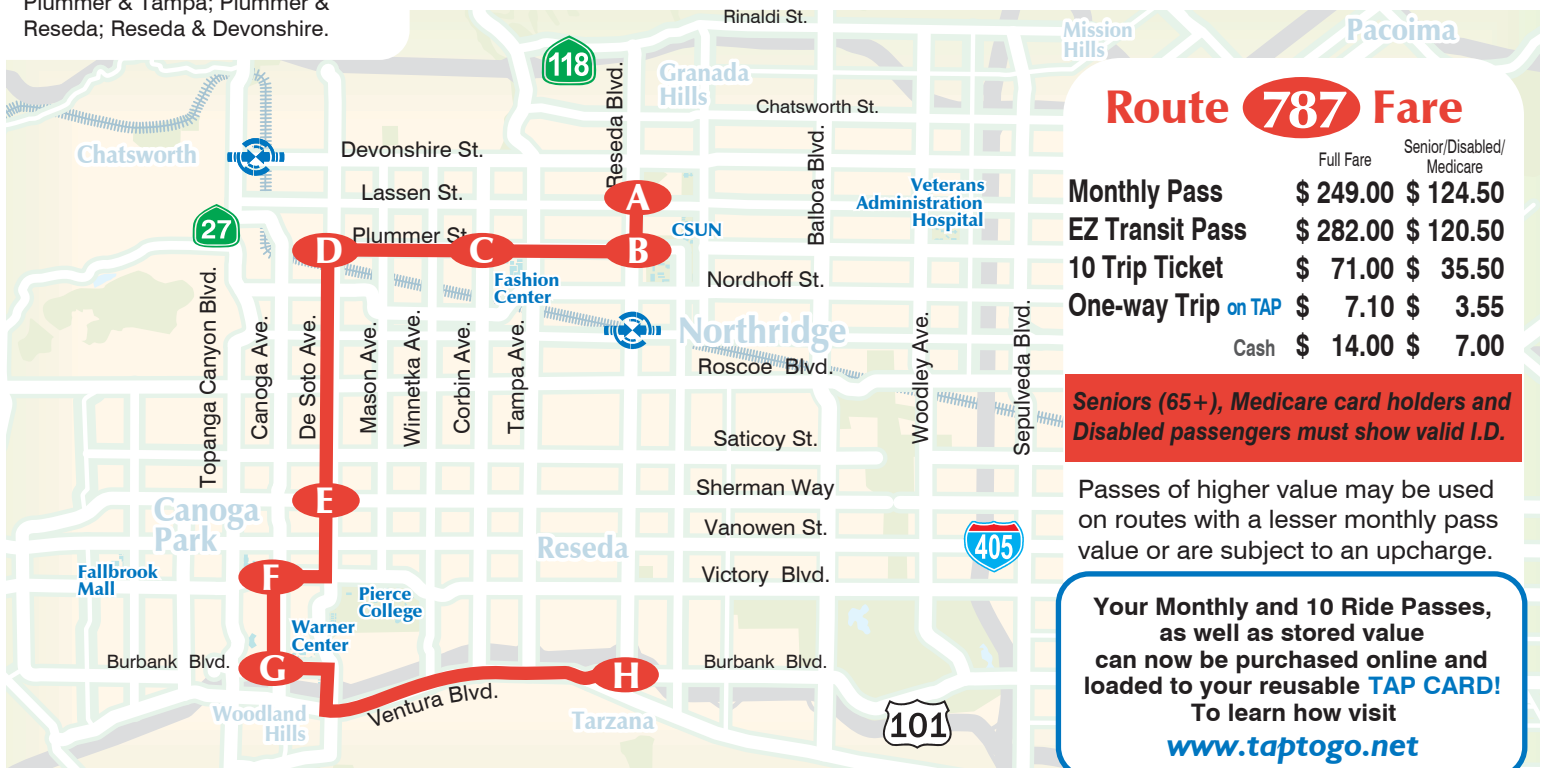 Plummer & Tampa; Plummer &
Reseda; Reseda & Devonshire.
Rinaldi St.
Mission
Hills
Pacoima
118
Granada
Hills
Reseda Blvd.
Chatsworth St.
Chatsworth
Devonshire St.
Lassen St.
Plummer St.
Balboa Blvd.
Veterans
Administration
Hospital
27
A
B
C
D
CSUN
Fashion
Center
Nordhoff St.
Northridge
Roscoe Blvd.
Topanga Canyon Blvd.
Canoga Ave.
De Soto Ave.
Mason Ave.
Winnetka Ave.
Corbin Ave.
Tampa Ave.
Woodley Ave.
Sepulveda Blvd.
Saticoy St.
Sherman Way
E
Canoga
Park
Vanowen St.
405
Reseda
Fallbrook
Mall
F
Victory Blvd.
Pierce
College
Warner
Center
Burbank Blvd.
G
H
Burbank Blvd.
Ventura Blvd.
Woodland
Hills
Tarzana
101
Route 787 Fare
Full Fare
Senior/Disabled/
Medicare
Monthly Pass $ 249.00 $ 124.50
EZ Transit Pass $ 282.00 $ 120.50
10 Trip Ticket $ 71.00 $ 35.50
One-way Trip on TAP $ 7.10 $ 3.55
Cash $ 14.00 $ 7.00
Seniors (65+), Medicare card holders and
Disabled passengers must show valid I.D.
Passes of higher value may be used
on routes with a lesser monthly pass
value or are subject to an upcharge.
Your Monthly and 10 Ride Passes,
as well as stored value
can now be purchased online and
loaded to your reusable TAP CARD!
To learn how visit
www.taptogo.net